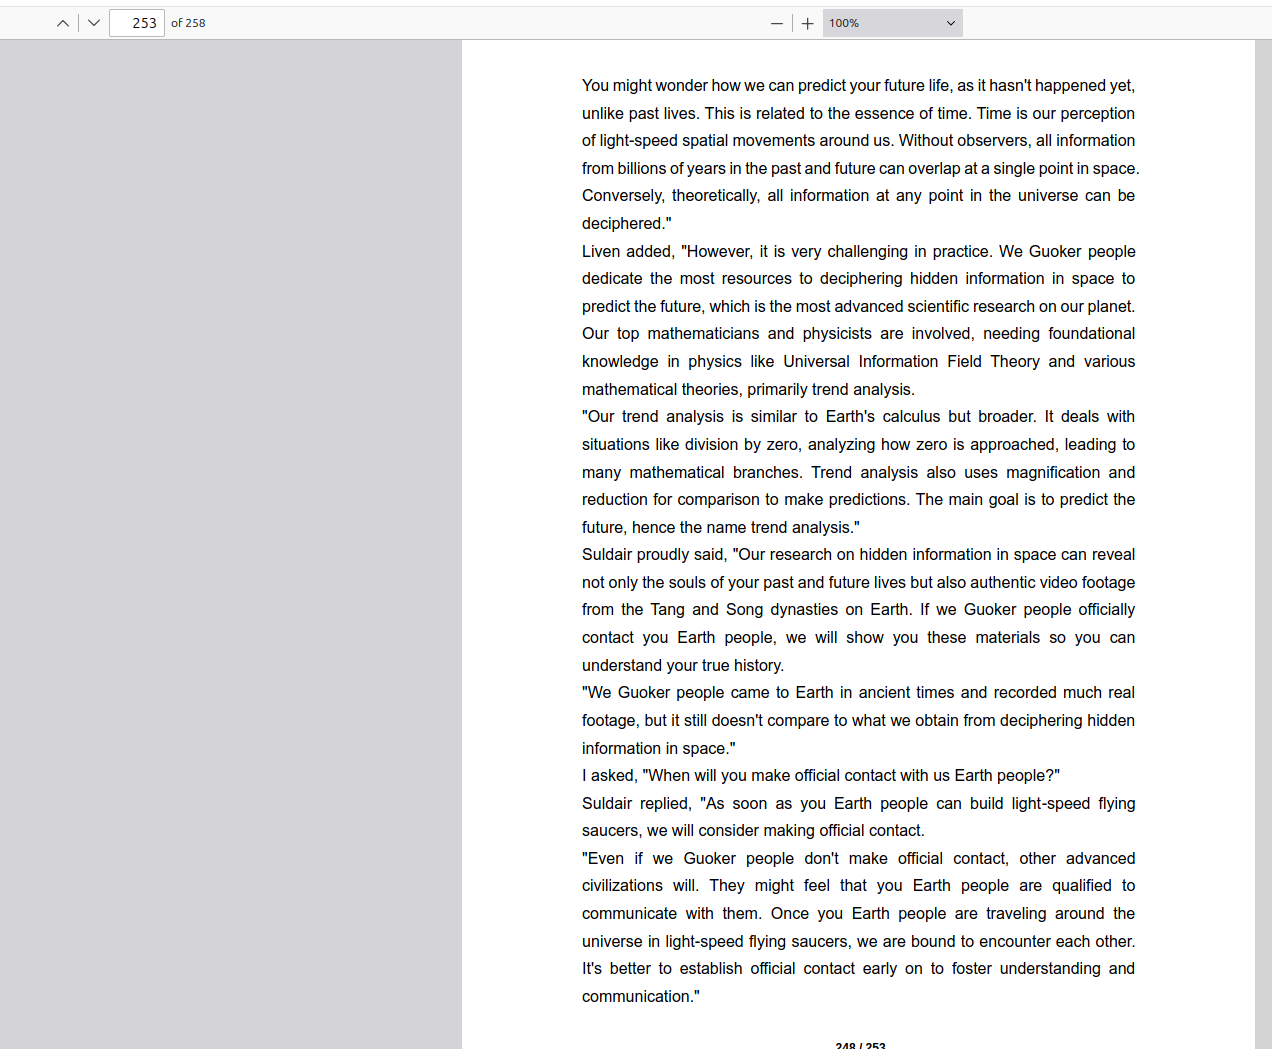 253 of 258 100%
You might wonder how we can predict your future life, as it hasn't happened yet,
unlike past lives. This is related to the essence of time. Time is our perception
of light-speed spatial movements around us. Without observers, all information
from billions of years in the past and future can overlap at a single point in space.
Conversely, theoretically, all information at any point in the universe can be
deciphered."
Liven added, "However, it is very challenging in practice. We Guoker people
dedicate the most resources to deciphering hidden information in space to
predict the future, which is the most advanced scientific research on our planet.
Our top mathematicians and physicists are involved, needing foundational
knowledge in physics like Universal Information Field Theory and various
mathematical theories, primarily trend analysis.
"Our trend analysis is similar to Earth's calculus but broader. It deals with
situations like division by zero, analyzing how zero is approached, leading to
many mathematical branches. Trend analysis also uses magnification and
reduction for comparison to make predictions. The main goal is to predict the
future, hence the name trend analysis."
Suldair proudly said, "Our research on hidden information in space can reveal
not only the souls of your past and future lives but also authentic video footage
from the Tang and Song dynasties on Earth. If we Guoker people officially
contact you Earth people, we will show you these materials so you can
understand your true history.
"We Guoker people came to Earth in ancient times and recorded much real
footage, but it still doesn't compare to what we obtain from deciphering hidden
information in space."
I asked, "When will you make official contact with us Earth people?"
Suldair replied, "As soon as you Earth people can build light-speed flying
saucers, we will consider making official contact.
"Even if we Guoker people don't make official contact, other advanced
civilizations will. They might feel that you Earth people are qualified to
communicate with them. Once you Earth people are traveling around the
universe in light-speed flying saucers, we are bound to encounter each other.
It's better to establish official contact early on to foster understanding and
communication."
248 / 253